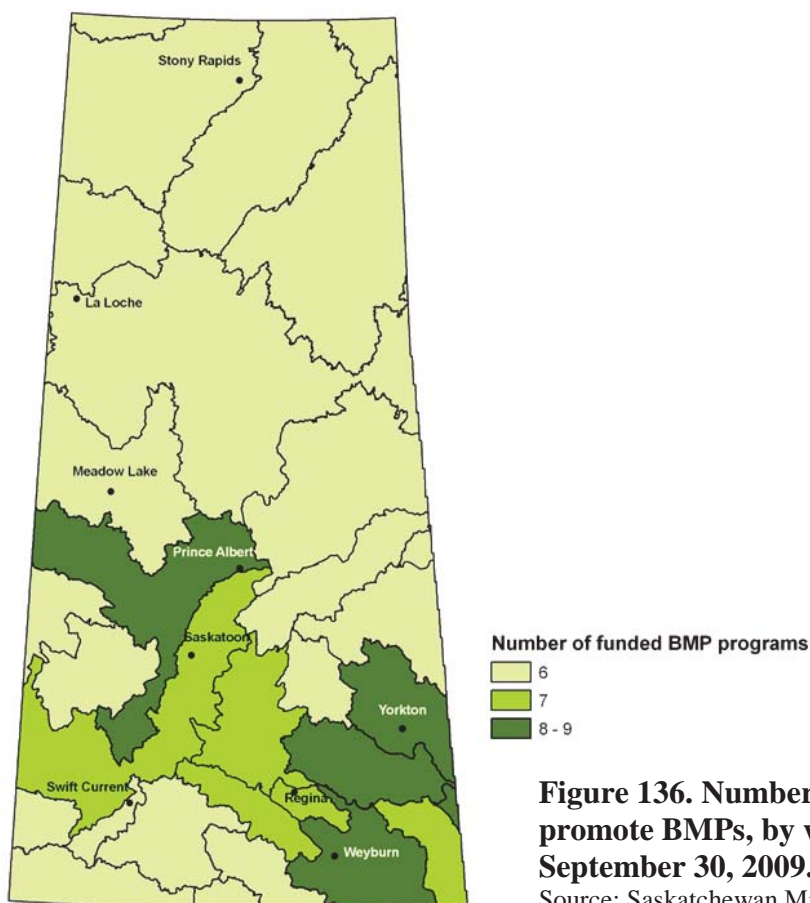 Stony Rapids
La Loche
Meadow Lake
Prince Albert
Saskatoon
Number of funded BMP programs
6
7
8 - 9
Yorkton
Swift Current
Regina
Weyburn
Figure 136. Number
promote BMPs, by
September 30, 2009.
Source: Saskatchewan